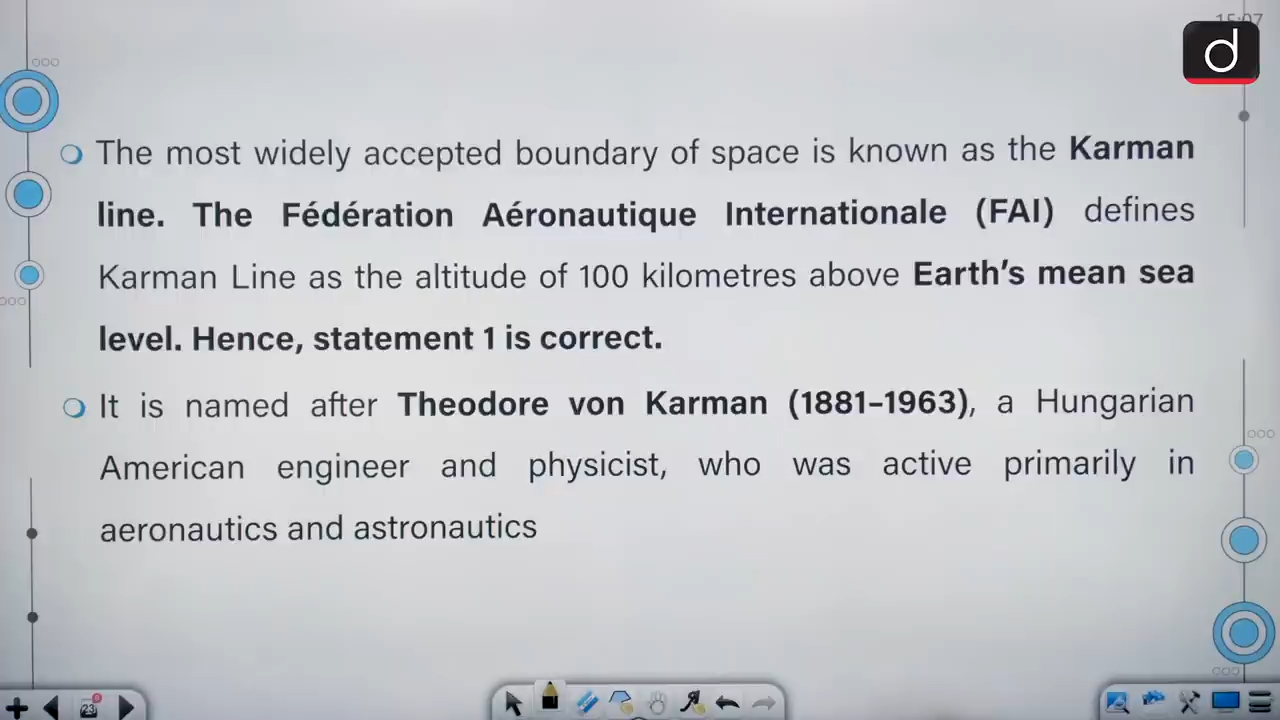 15:07
d
The most widely accepted boundary of space is known as the Karman
line. The Fédération Aéronautique Internationale (FAI) defines
Karman Line as the altitude of 100 kilometres above Earth's mean sea
level. Hence, statement 1 is correct.
It is named after Theodore von Karman (1881–1963), a Hungarian
American engineer and physicist, who was active primarily in
aeronautics and astronautics
23